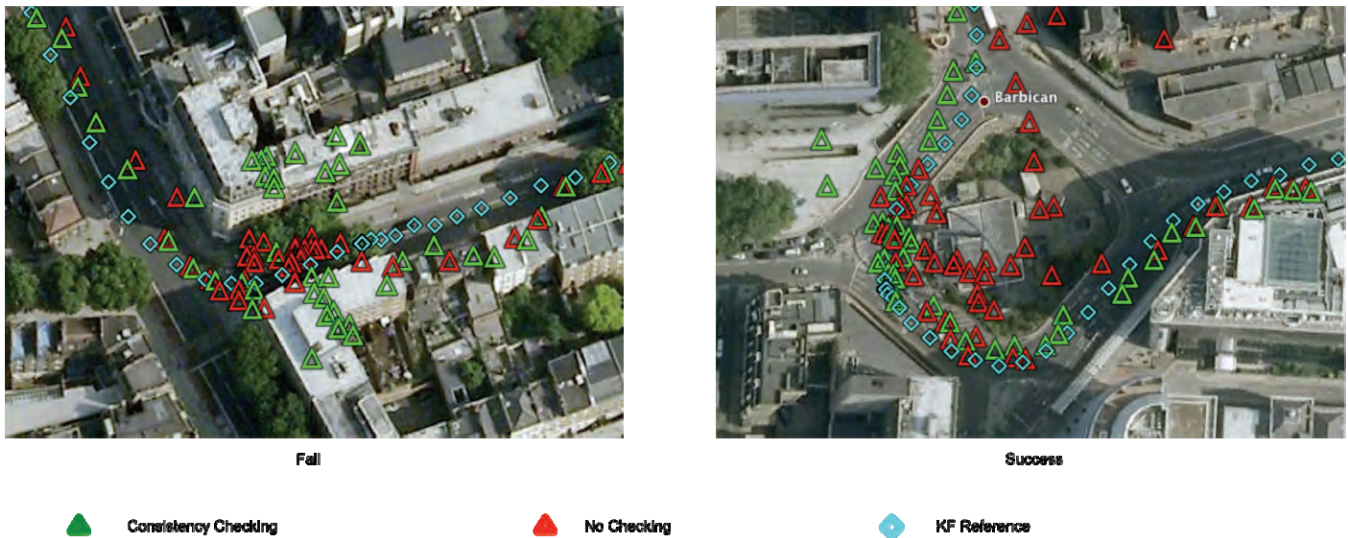 Barbican
Fail
Success
Consistency Checking
No Checking
KF Reference